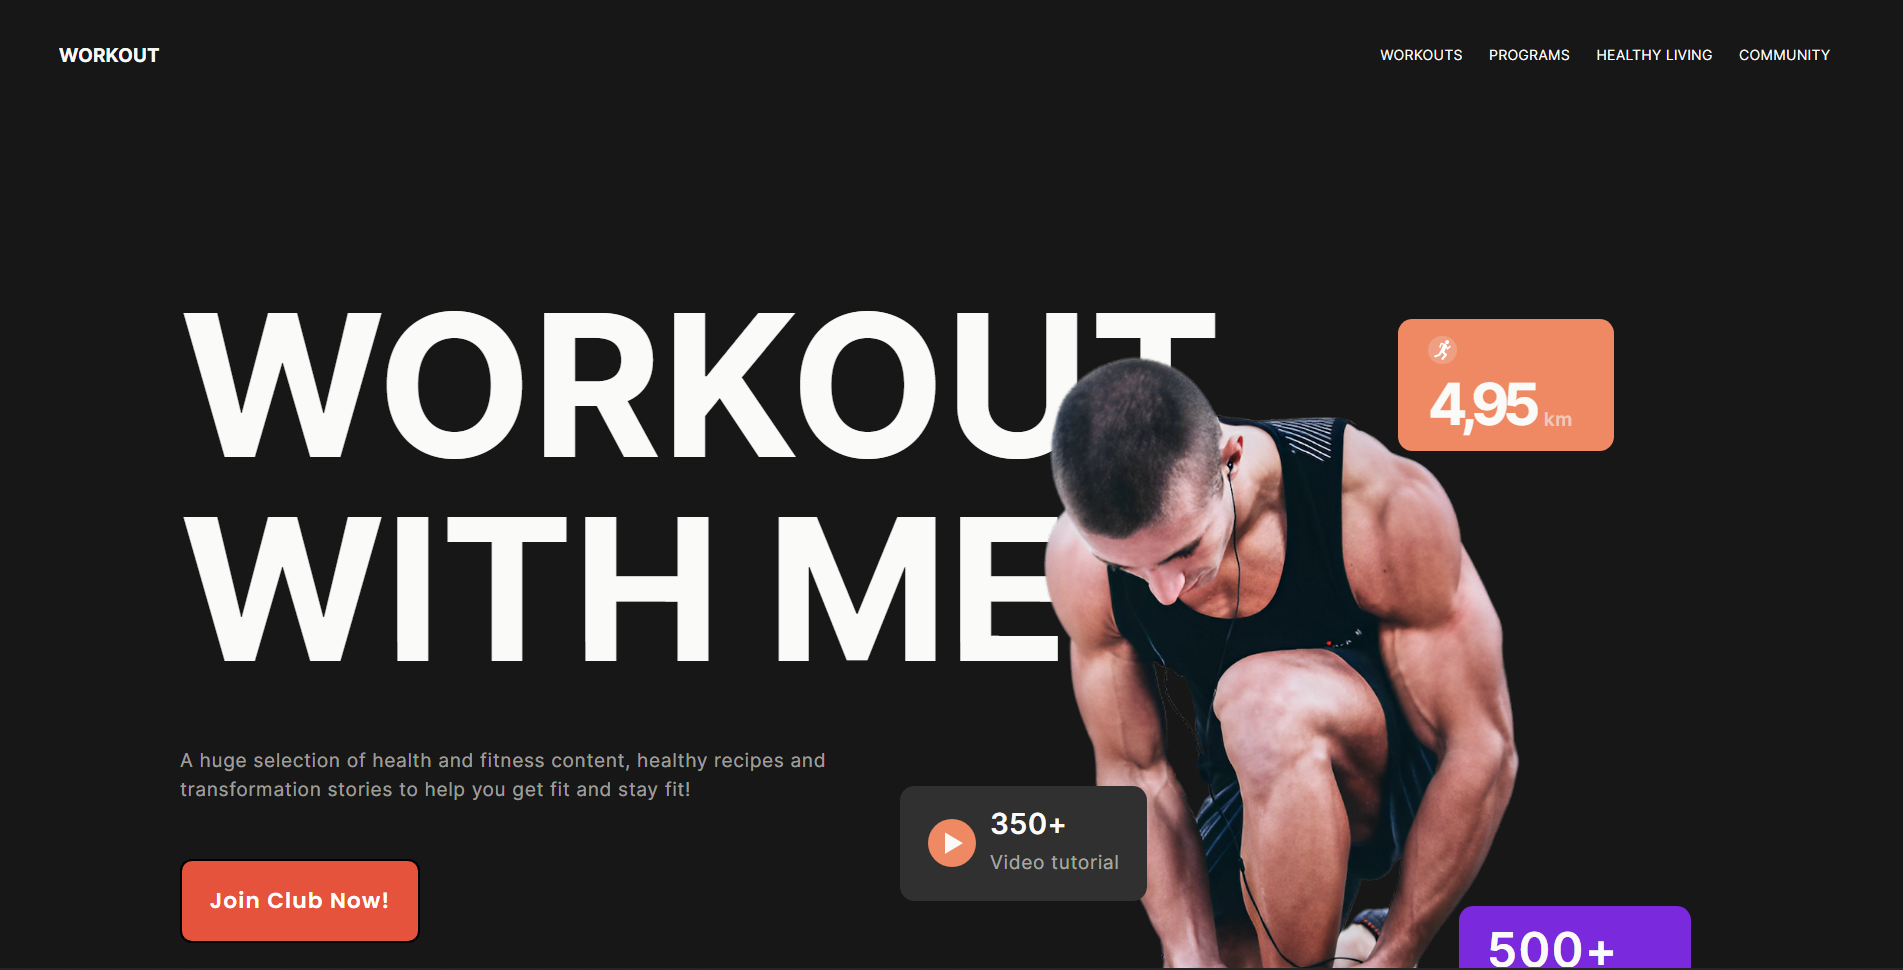 WORKOUT
WORKOUTS PROGRAMS HEALTHY LIVING COMMUNITY
WORKOUT
WITH ME
4,95 km
A huge selection of health and fitness content, healthy recipes and
transformation stories to help you get fit and stay fit!
350+
Video tutorial
Join Club Now!
500+